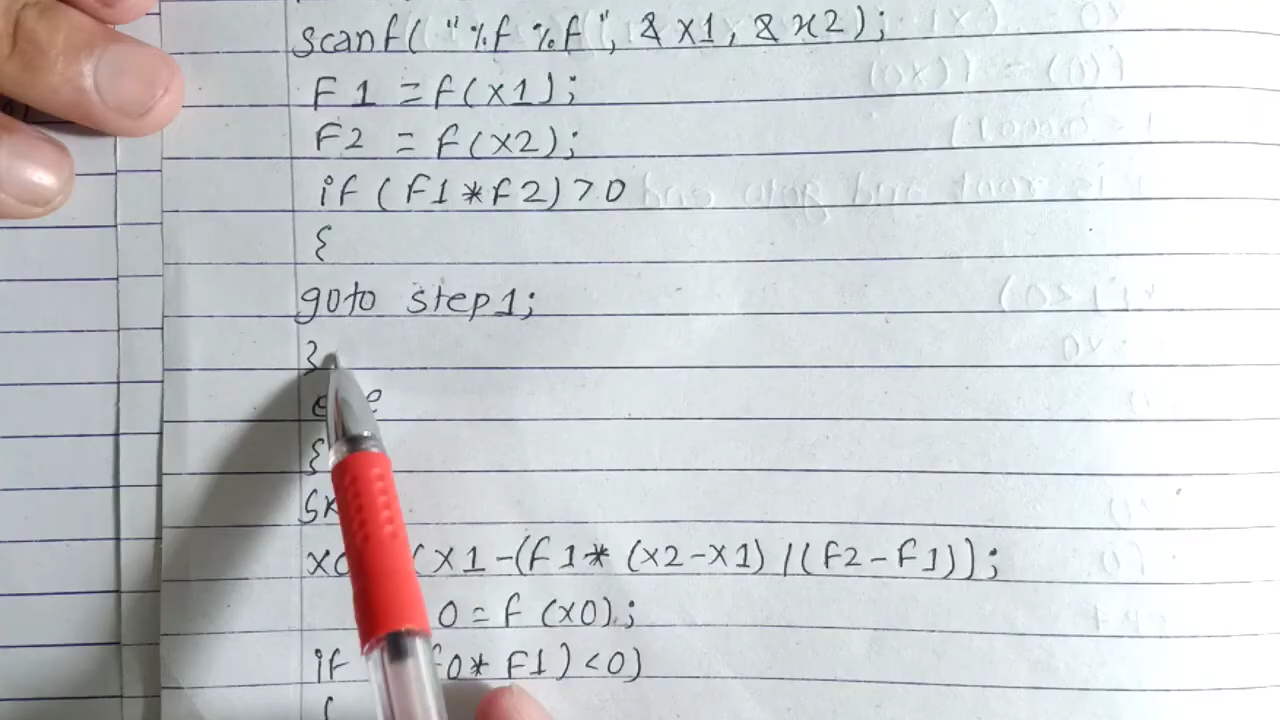 scanf( "%f %f", &x1, &x2);
F1 = f(x1);
F2 = f(x2);
if (F1*F2) >0
{
goto step1;
}
{
x1-(f1* (x2-x1) /(F2-F1));
0 = f (x0);
if
f0* F1) <0)
{